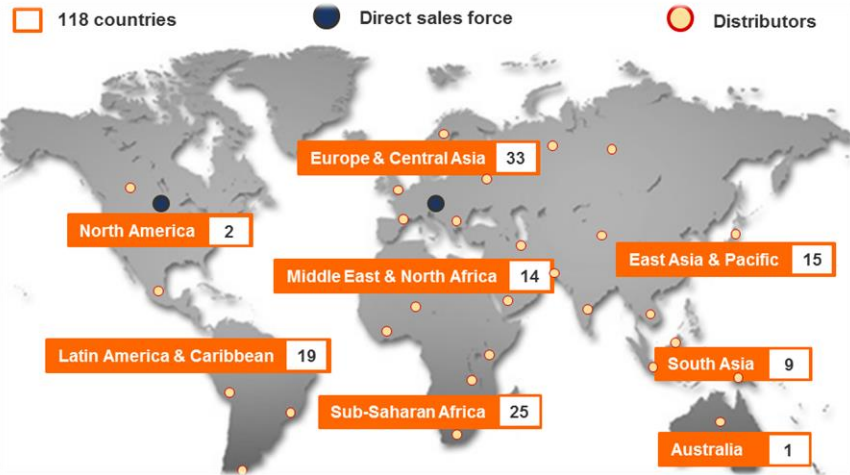 118 countries
Direct sales force
Distributors
Europe & Central Asia 33
North America 2
East Asia & Pacific 15
Middle East & North Africa 14
Latin America & Caribbean 19
South Asia 9
Sub-Saharan Africa 25
Australia 1